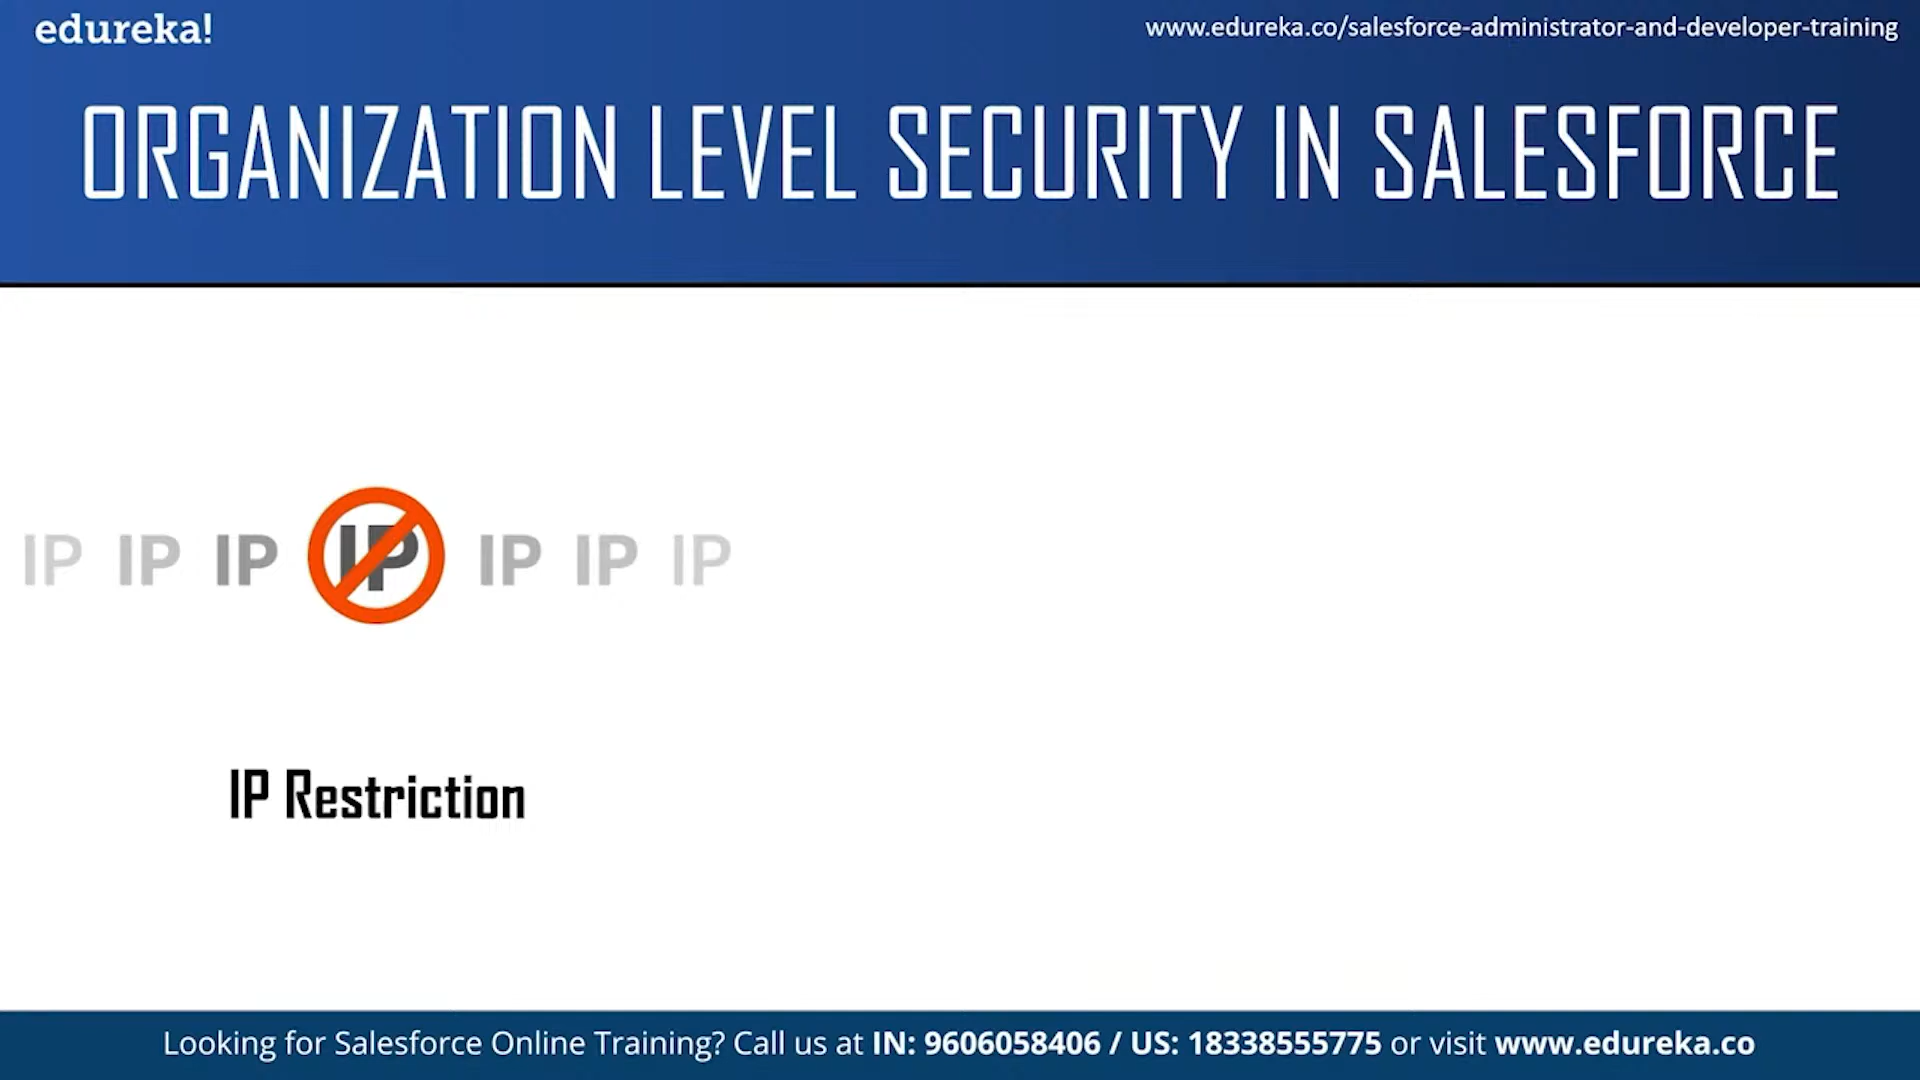 edureka!
www.edureka.co/salesforce-administrator-and-developer-training
ORGANIZATION LEVEL SECURITY IN SALESFORCE
IP IP IP IP IP IP IP
IP Restriction
Looking for Salesforce Online Training? Call us at IN: 9606058406 / US: 18338555775 or visit www.edureka.co